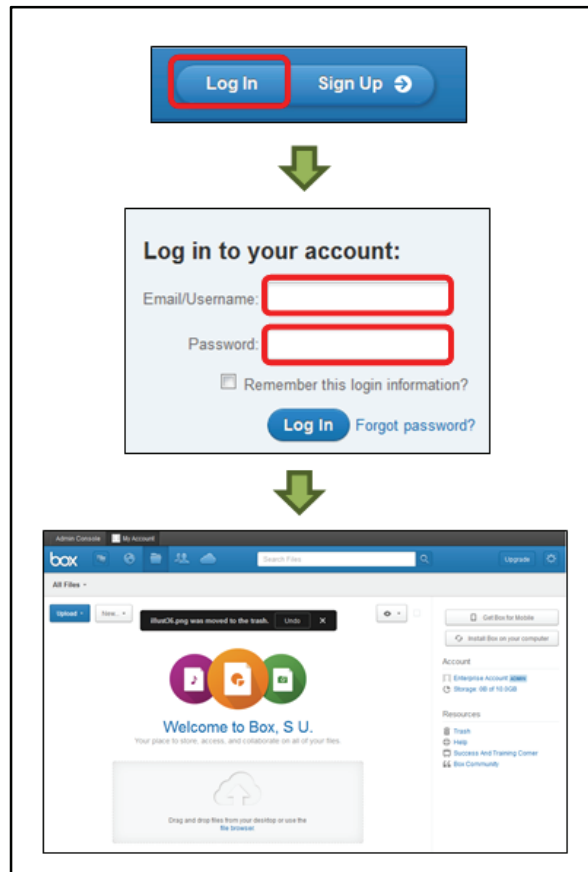 Log In Sign Up
Log in to your account:
Email/Username:
Password:
Remember this login information?
Log In Forgot password?
Admin Console My Account
box Search Files Upgrade
All Files
Upload New... illust36.png was moved to the trash. Undo X
Get Box for Mobile
Install Box on your computer
Account
Enterprise Account ADMIN
Storage: 0B of 10.0GB
Resources
Trash
Help
Success And Training Corner
Box Community
Welcome to Box, S U.
Your place to store, access, and collaborate on all of your files.
Drag and drop files from your desktop or use the
file browser.